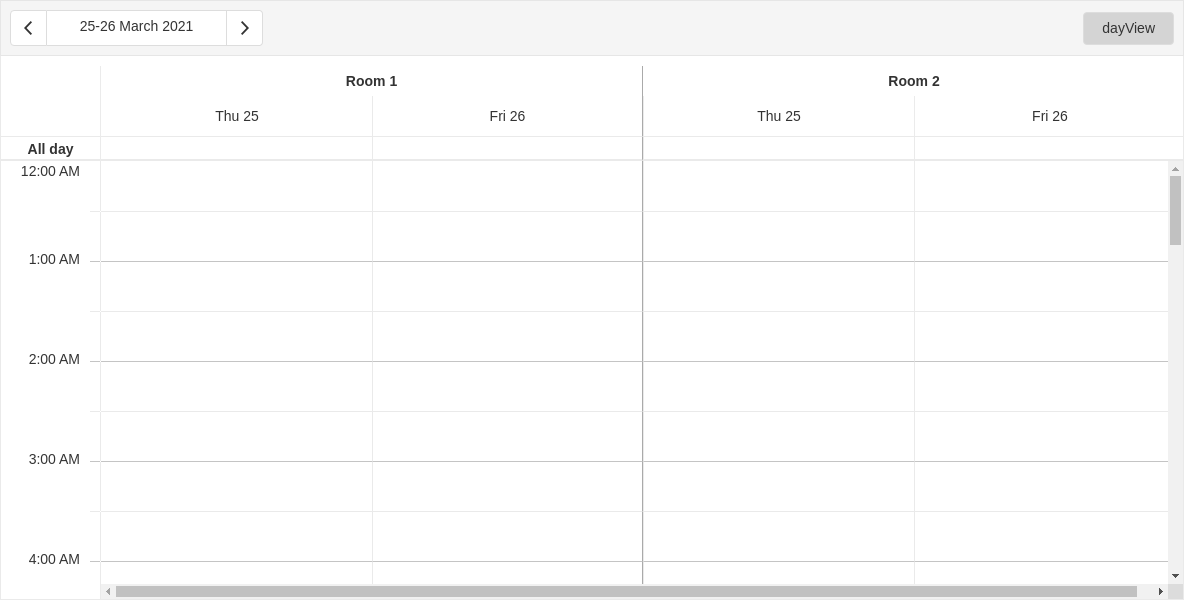 25-26 March 2021
dayView
Room 1
Room 2
Thu 25
Fri 26
Thu 25
Fri 26
All day
12:00 AM
1:00 AM
2:00 AM
3:00 AM
4:00 AM